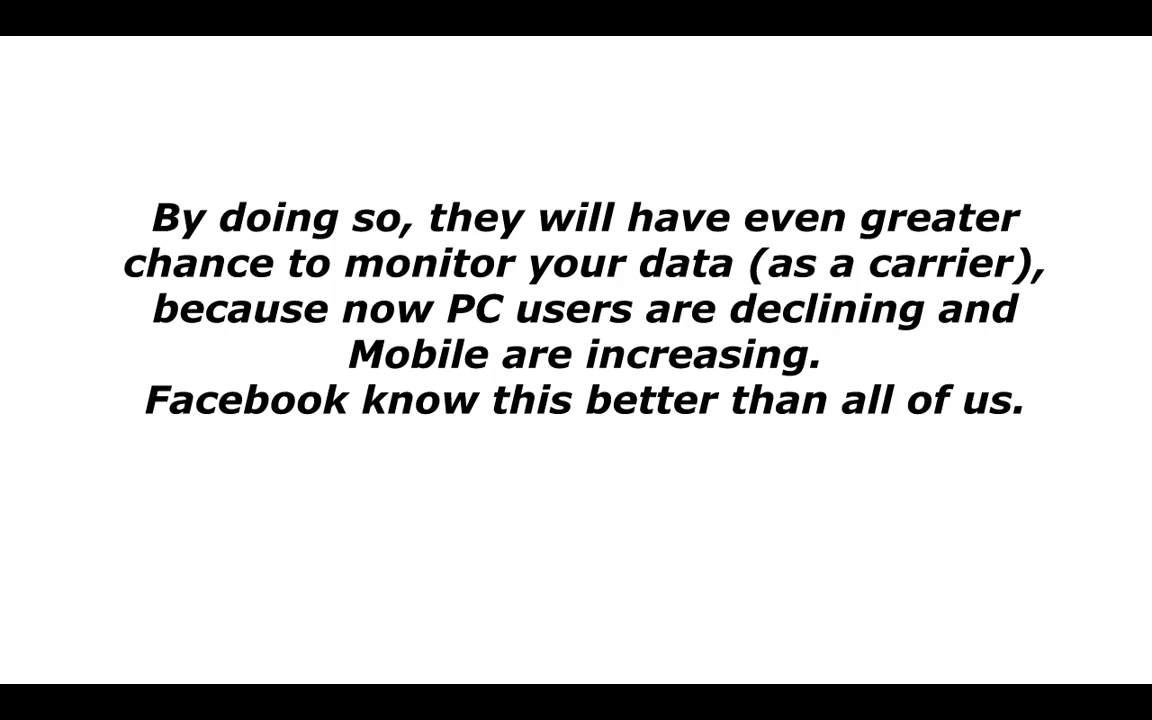 By doing so, they will have even greater
chance to monitor your data (as a carrier),
because now PC users are declining and
Mobile are increasing.
Facebook know this better than all of us.